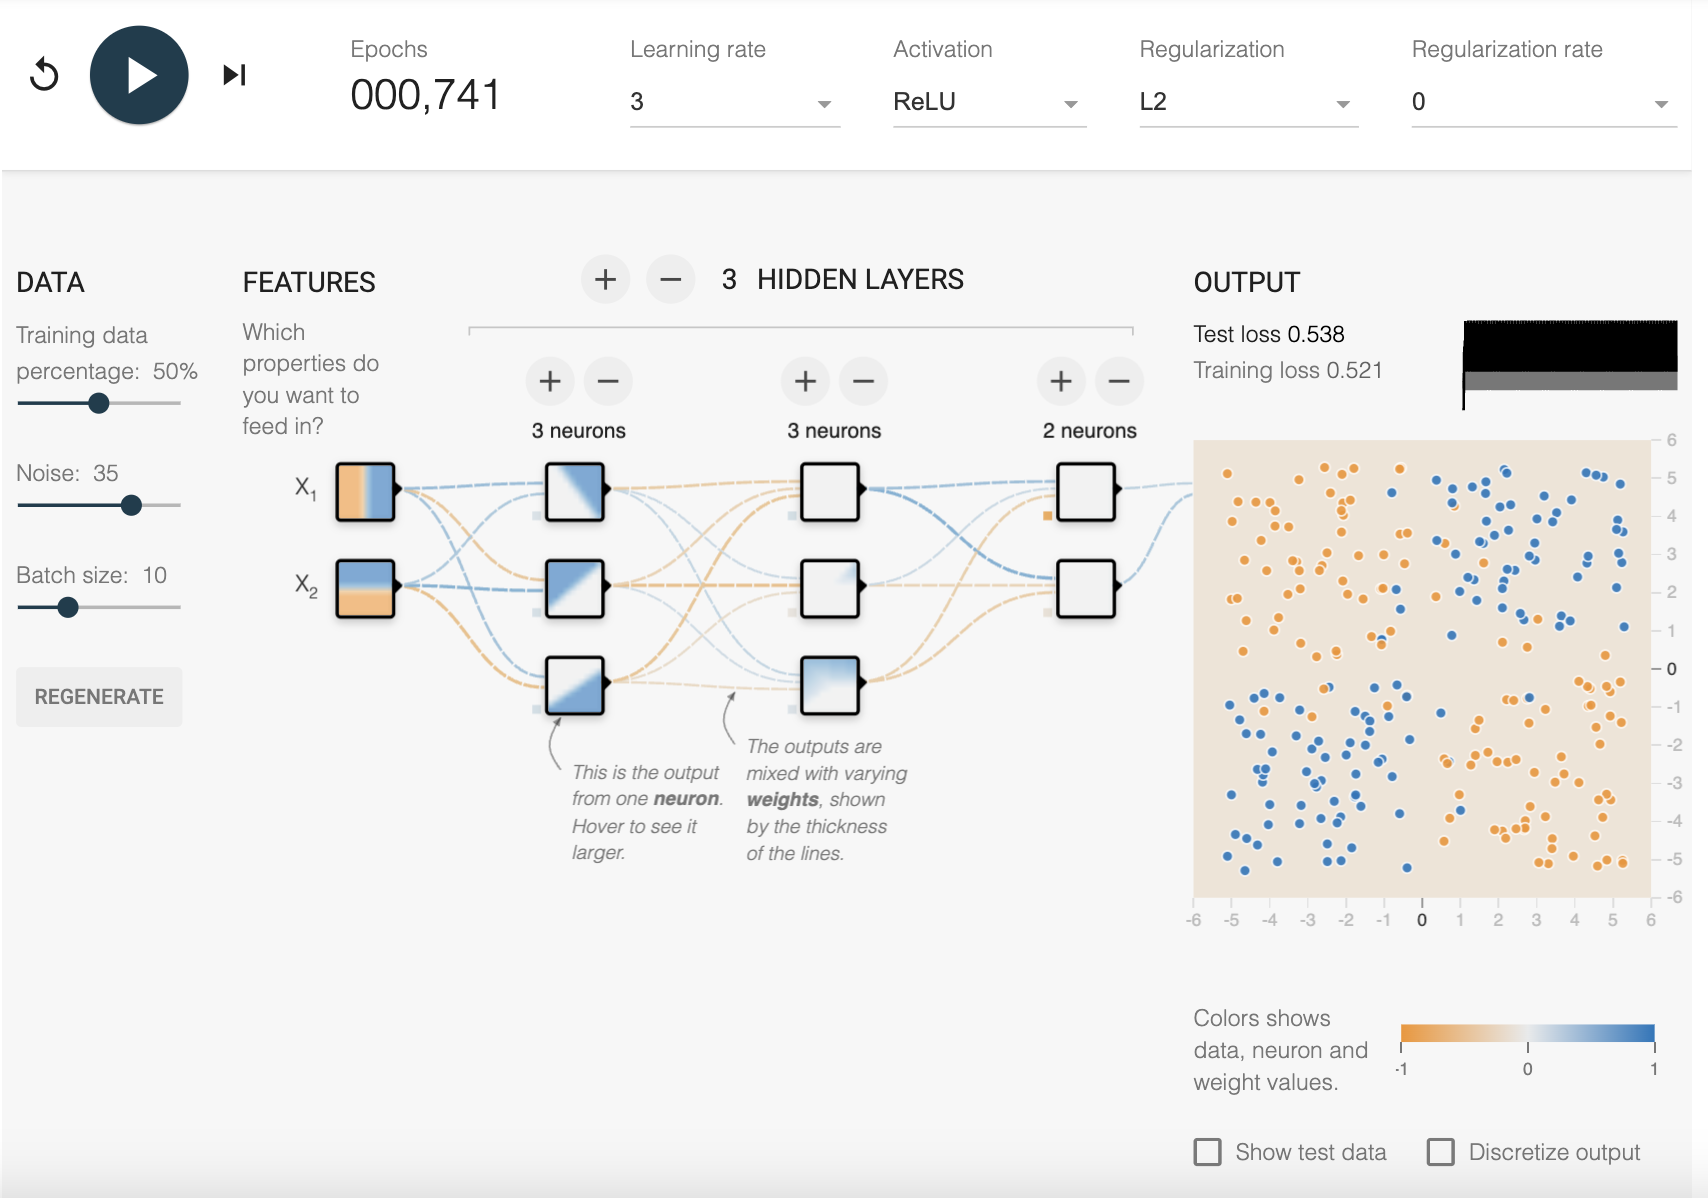 Epochs
000,741
Learning rate
3
Activation
ReLU
Regularization
L2
Regularization rate
0
DATA
Training data
percentage: 50%
Noise: 35
Batch size: 10
REGENERATE
FEATURES
Which
properties do
you want to
feed in?
X1
X2
+ − 3 HIDDEN LAYERS
+ −
3 neurons
+ −
3 neurons
+ −
2 neurons
This is the output
from one neuron.
Hover to see it
larger.
The outputs are
mixed with varying
weights, shown
by the thickness
of the lines.
OUTPUT
Test loss 0.538
Training loss 0.521
6
5
4
3
2
1
0
-1
-2
-3
-4
-5
-6
-6 -5 -4 -3 -2 -1 0 1 2 3 4 5 6
Colors shows
data, neuron and
weight values.
-1 0 1
Show test data
Discretize output